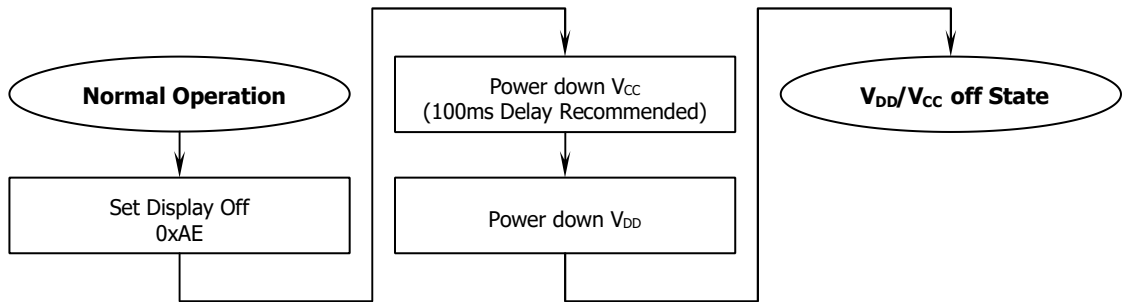 Normal Operation
Set Display Off
0xAE
Power down VCC
(100ms Delay Recommended)
Power down VDD
VDD/VCC off State